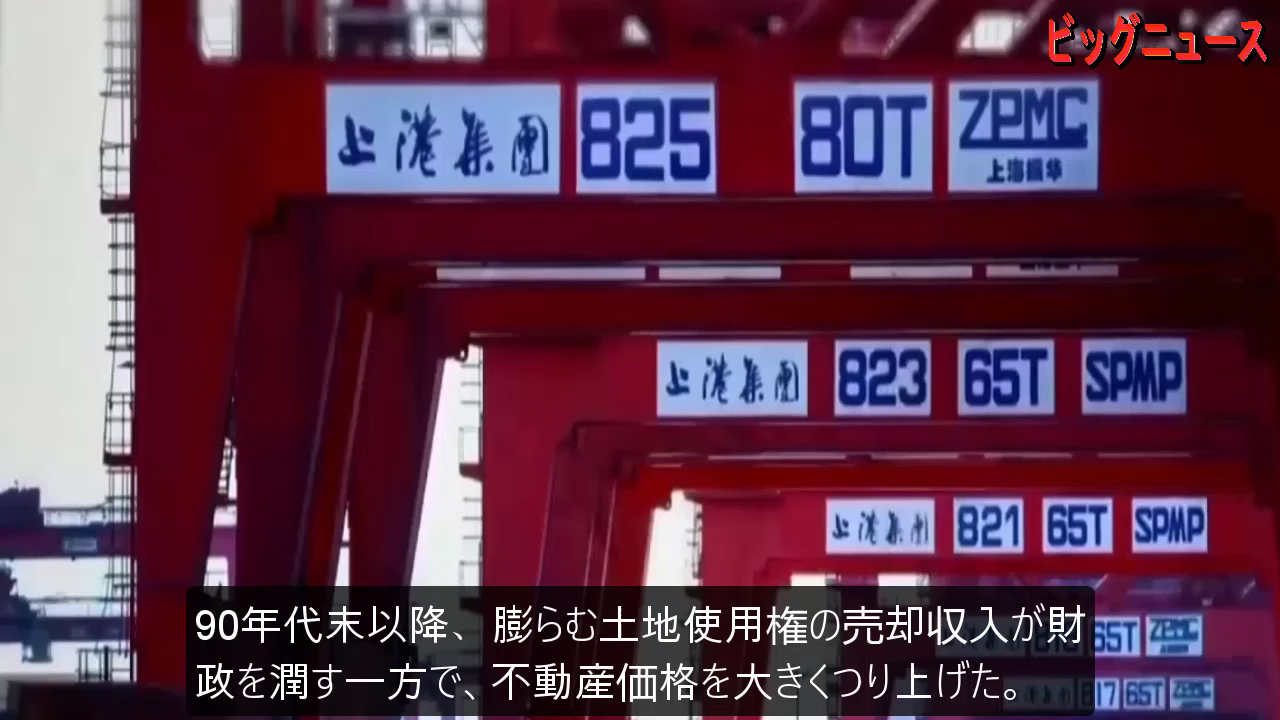 ビッグニュース
上港集團 825 80T ZPMC
上海振华
上港集團 823 65T SPMP
上港集團 821 65T SPMP
65T ZPMC
817 65T ZPMC
90年代末以降、膨らむ土地使用権の売却収入が財
政を潤す一方で、不動産価格を大きくつり上げた。